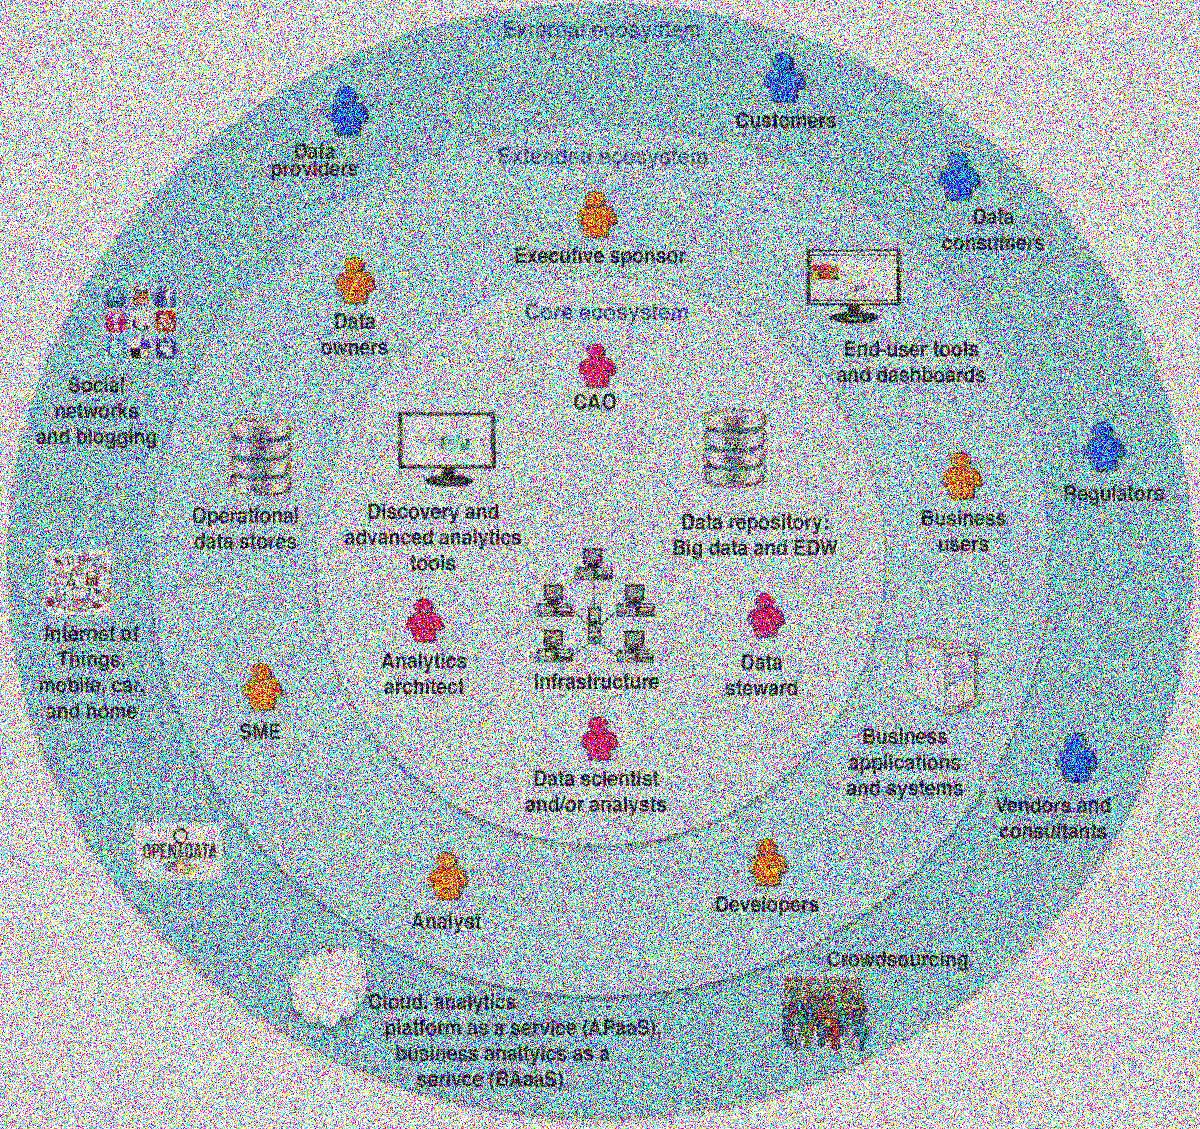 External ecosystem
Customers
Data
providers
Extended ecosystem
Data
consumers
Executive sponsor
Data
owners
Core ecosystem
End-user tools
and dashboards
CAO
Social
networks
and blogging
Operational
data stores
Discovery and
advanced analytics
tools
Data repository:
Big data and EDW
Business
users
Regulators
Internet of
Things,
mobile, car,
and home
Analytics
architect
Infrastructure
Data
steward
SME
Business
applications
and systems
Data scientist
and/or analysts
Vendors and
consultants
OPEN DATA
Analyst
Developers
Crowdsourcing
Cloud, analytics
platform as a service (APaaS),
business analtyics as a
serivce (BAaaS)